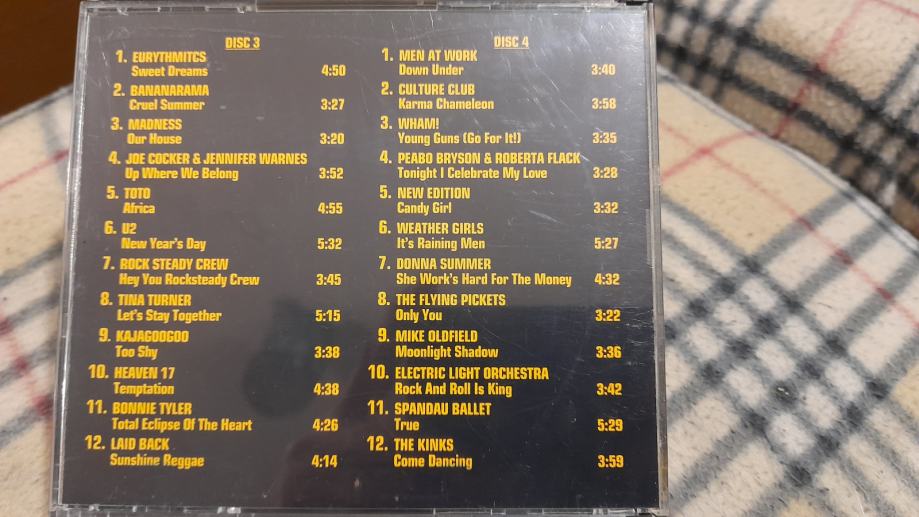 DISC 3
1. EURYTHMITCS
Sweet Dreams 4:50
2. BANANARAMA
Cruel Summer 3:27
3. MADNESS
Our House 3:20
4. JOE COCKER & JENNIFER WARNES
Up Where We Belong 3:52
5. TOTO
Africa 4:55
6. U2
New Year's Day 5:32
7. ROCK STEADY CREW
Hey You Rocksteady Crew 3:45
8. TINA TURNER
Let's Stay Together 5:15
9. KAJAGOOGOO
Too Shy 3:38
10. HEAVEN 17
Temptation 4:38
11. BONNIE TYLER
Total Eclipse Of The Heart 4:26
12. LAID BACK
Sunshine Reggae 4:14
DISC 4
1. MEN AT WORK
Down Under 3:40
2. CULTURE CLUB
Karma Chameleon 3:58
3. WHAM!
Young Guns (Go For It!) 3:35
4. PEABO BRYSON & ROBERTA FLACK
Tonight I Celebrate My Love 3:28
5. NEW EDITION
Candy Girl 3:32
6. WEATHER GIRLS
It's Raining Men 5:27
7. DONNA SUMMER
She Work's Hard For The Money 4:32
8. THE FLYING PICKETS
Only You 3:22
9. MIKE OLDFIELD
Moonlight Shadow 3:36
10. ELECTRIC LIGHT ORCHESTRA
Rock And Roll Is King 3:42
11. SPANDAU BALLET
True 5:29
12. THE KINKS
Come Dancing 3:59